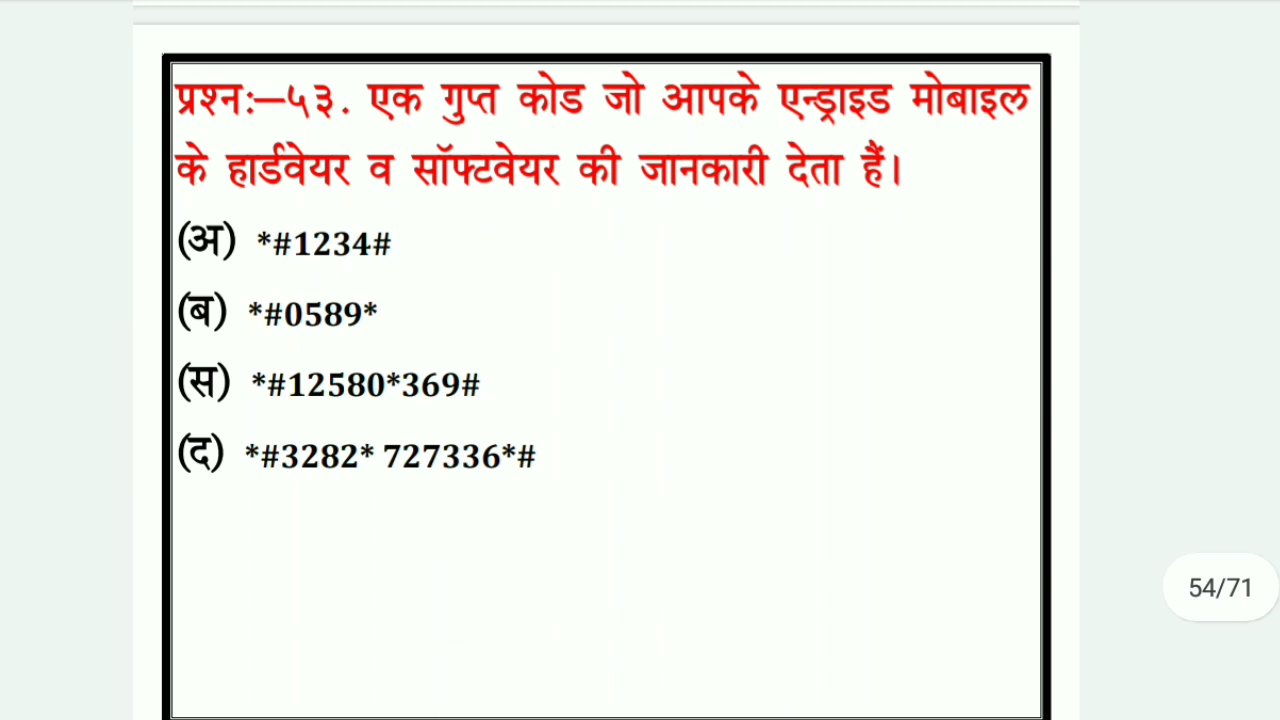 प्रश्नः–५३. एक गुप्त कोड जो आपके एन्ड्राइड मोबाइल
के हार्डवेयर व सॉफ्टवेयर की जानकारी देता हैं।
(अ) *#1234#
(ब) *#0589*
(स) *#12580*369#
(द) *#3282* 727336*#
54/71